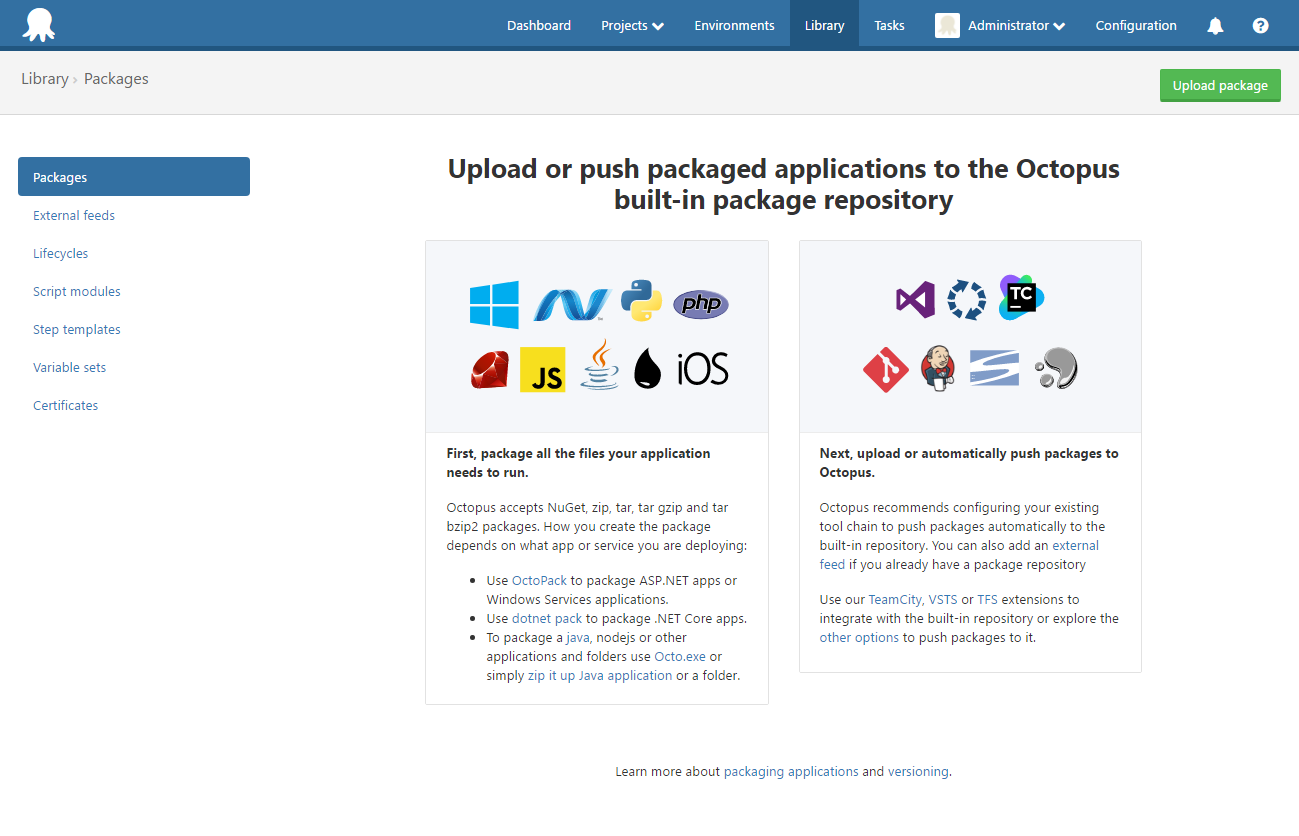 Dashboard Projects Environments Library Tasks Administrator Configuration
Library › Packages
Upload package
Packages
External feeds
Lifecycles
Script modules
Step templates
Variable sets
Certificates
Upload or push packaged applications to the Octopus
built-in package repository
php
JS
iOS
First, package all the files your application
needs to run.
Octopus accepts NuGet, zip, tar, tar gzip and tar
bzip2 packages. How you create the package
depends on what app or service you are deploying:
• Use OctoPack to package ASP.NET apps or
Windows Services applications.
• Use dotnet pack to package .NET Core apps.
• To package a java, nodejs or other
applications and folders use Octo.exe or
simply zip it up Java application or a folder.
TC
Next, upload or automatically push packages to
Octopus.
Octopus recommends configuring your existing
tool chain to push packages automatically to the
built-in repository. You can also add an external
feed if you already have a package repository
Use our TeamCity, VSTS or TFS extensions to
integrate with the built-in repository or explore the
other options to push packages to it.
Learn more about packaging applications and versioning.